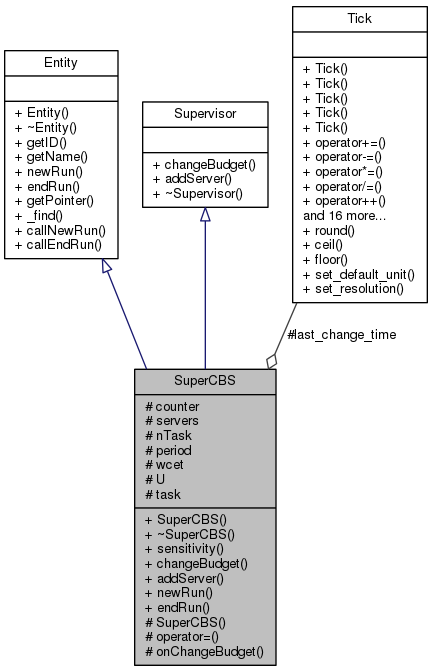 Entity
+ Entity()
+ ~Entity()
+ getID()
+ getName()
+ newRun()
+ endRun()
+ getPointer()
+ _find()
+ callNewRun()
+ callEndRun()
Supervisor
+ changeBudget()
+ addServer()
+ ~Supervisor()
Tick
+ Tick()
+ Tick()
+ Tick()
+ Tick()
+ Tick()
+ operator+=()
+ operator-=()
+ operator*=()
+ operator/=()
+ operator++()
and 16 more...
+ round()
+ ceil()
+ floor()
+ set_default_unit()
+ set_resolution()
#last_change_time
SuperCBS
# counter
# servers
# nTask
# period
# wcet
# U
# task
+ SuperCBS()
+ ~SuperCBS()
+ sensitivity()
+ changeBudget()
+ addServer()
+ newRun()
+ endRun()
# SuperCBS()
# operator=()
# onChangeBudget()